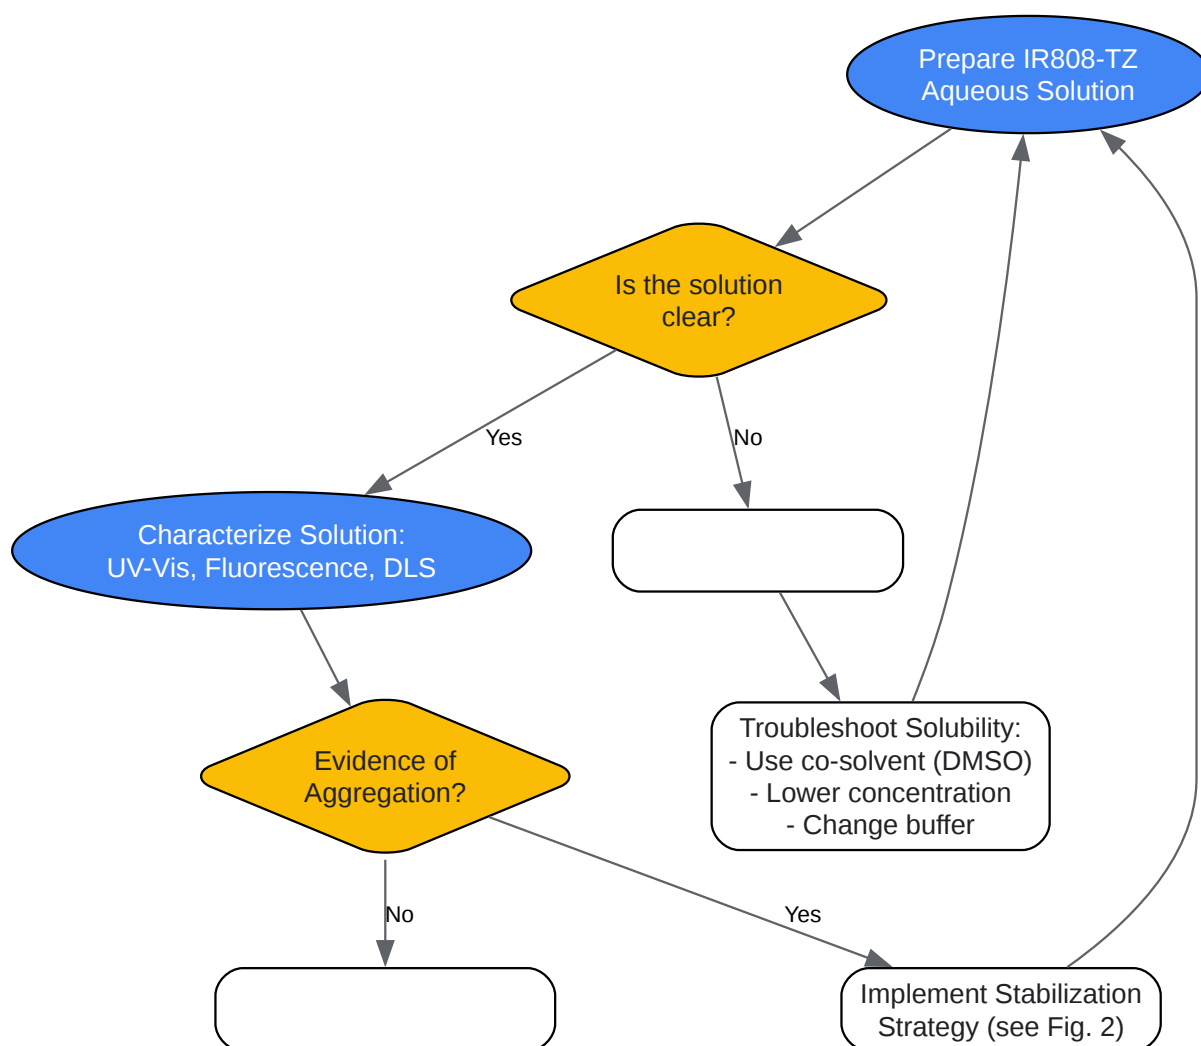 Prepare IR808-TZ
Aqueous Solution
Is the solution
clear?
Yes
No
Characterize Solution:
UV-Vis, Fluorescence, DLS
Troubleshoot Solubility:
- Use co-solvent (DMSO)
- Lower concentration
- Change buffer
Evidence of
Aggregation?
No
Yes
Implement Stabilization
Strategy (see Fig. 2)